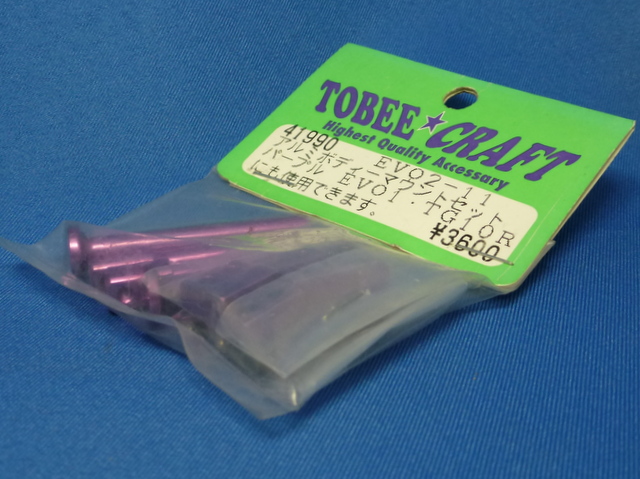 TOBEE★CRAFT
Highest Quality Accessary
41990 EVO2-11
アルミボディーマウントセット
パープル EVO1・TG10R
にも使用できます。
¥3600